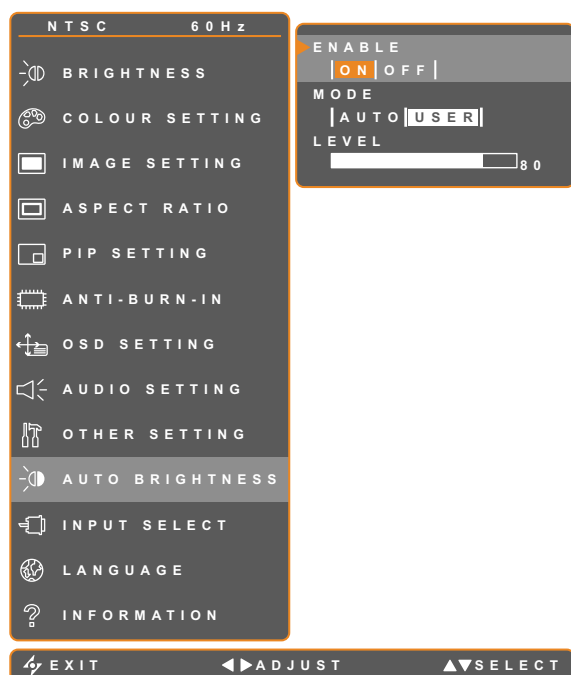 NTSC 60Hz
BRIGHTNESS
COLOUR SETTING
IMAGE SETTING
ASPECT RATIO
PIP SETTING
ANTI-BURN-IN
OSD SETTING
AUDIO SETTING
OTHER SETTING
AUTO BRIGHTNESS
INPUT SELECT
LANGUAGE
INFORMATION
ENABLE
ON OFF
MODE
AUTO USER
LEVEL
80
EXIT ADJUST SELECT